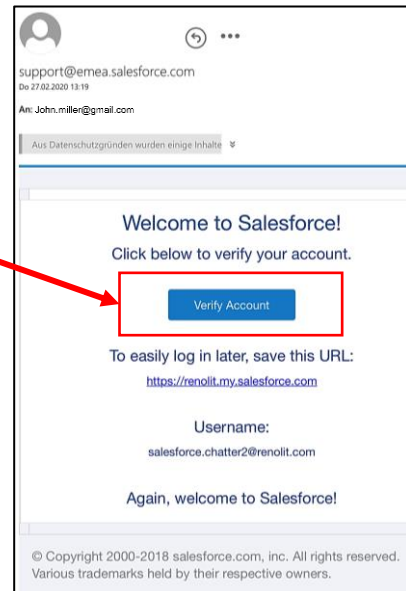 support@emea.salesforce.com
Do 27.02.2020 13:19
An: John.miller@gmail.com
Aus Datenschutzgründen wurden einige Inhalte
Welcome to Salesforce!
Click below to verify your account.
Verify Account
To easily log in later, save this URL:
https://renolit.my.salesforce.com
Username:
salesforce.chatter2@renolit.com
Again, welcome to Salesforce!
© Copyright 2000-2018 salesforce.com, inc. All rights reserved.
Various trademarks held by their respective owners.